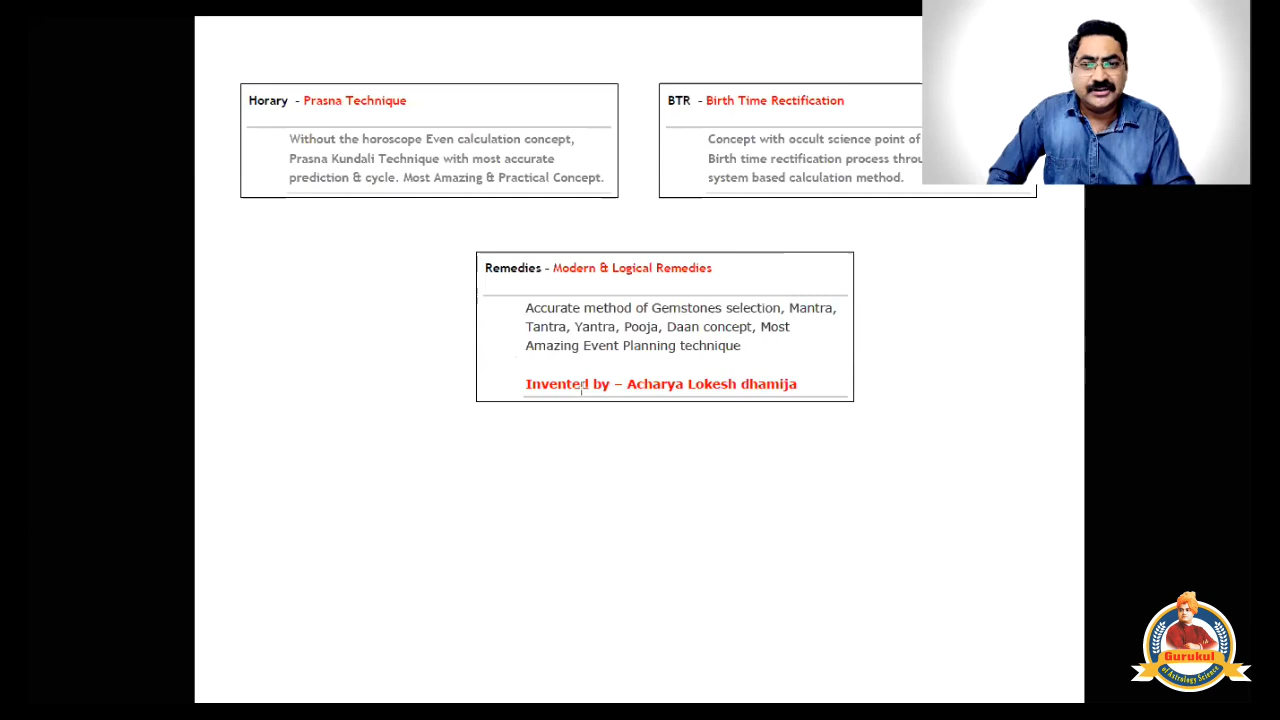 Horary - Prasna Technique
Without the horoscope Even calculation concept,
Prasna Kundali Technique with most accurate
prediction & cycle. Most Amazing & Practical Concept.
BTR - Birth Time Rectification
Concept with occult science point of
Birth time rectification process
system based calculation method.
Remedies - Modern & Logical Remedies
Accurate method of Gemstones selection, Mantra,
Tantra, Yantra, Pooja, Daan concept, Most
Amazing Event Planning technique
Invented by – Acharya Lokesh dhamija
Gurukul
of Astrology Science